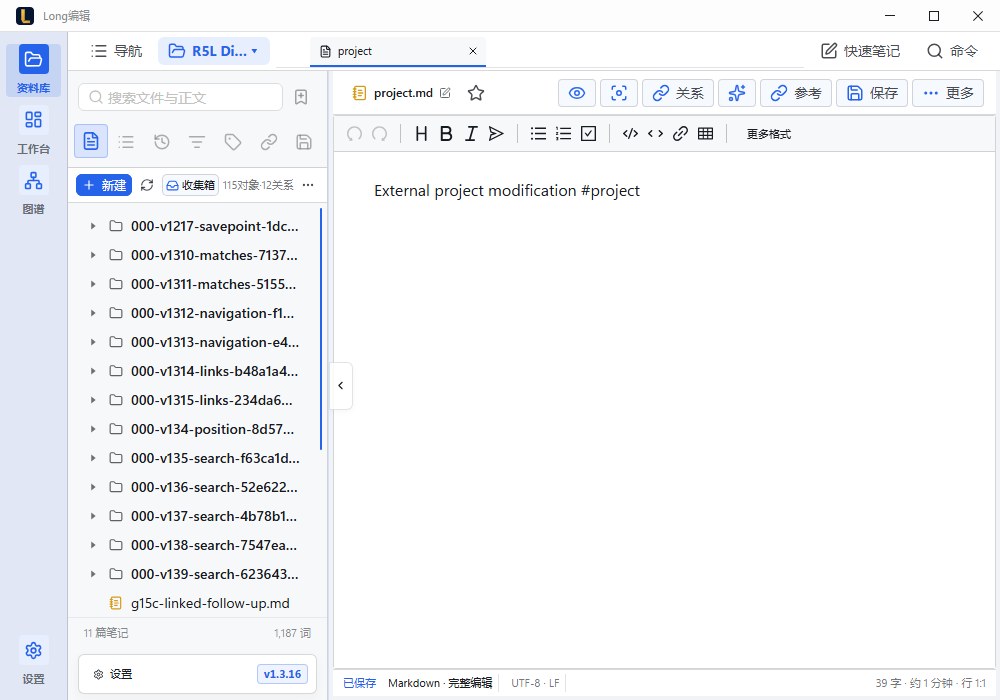 Long编辑
资料库
工作台
图谱
设置
导航
R5L Di...
project
快速笔记
命令
搜索文件与正文
新建
收集箱
115对象·12关系
000-v1217-savepoint-1dc...
000-v1310-matches-7137...
000-v1311-matches-5155...
000-v1312-navigation-f1...
000-v1313-navigation-e4...
000-v1314-links-b48a1a4...
000-v1315-links-234da6...
000-v134-position-8d57...
000-v135-search-f63ca1d...
000-v136-search-52e622...
000-v137-search-4b78b1...
000-v138-search-7547ea...
000-v139-search-623643...
g15c-linked-follow-up.md
11 篇笔记
1,187 词
设置
v1.3.16
project.md
关系
参考
保存
更多
更多格式
External project modification #project
已保存
Markdown · 完整编辑
UTF-8 · LF
39 字 · 约 1 分钟 · 行 1:1